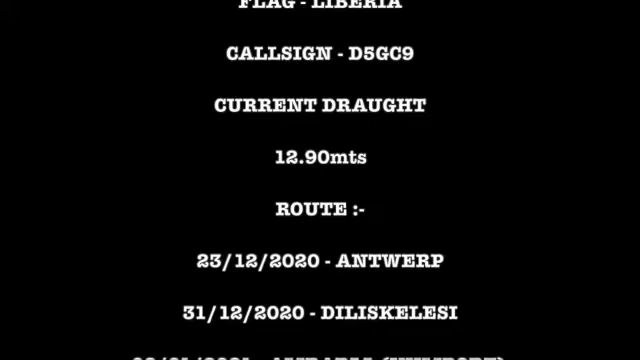 FLAG - LIBERIA
CALLSIGN - D5GC9
CURRENT DRAUGHT
12.90mts
ROUTE :-
23/12/2020 - ANTWERP
31/12/2020 - DILISKELESI